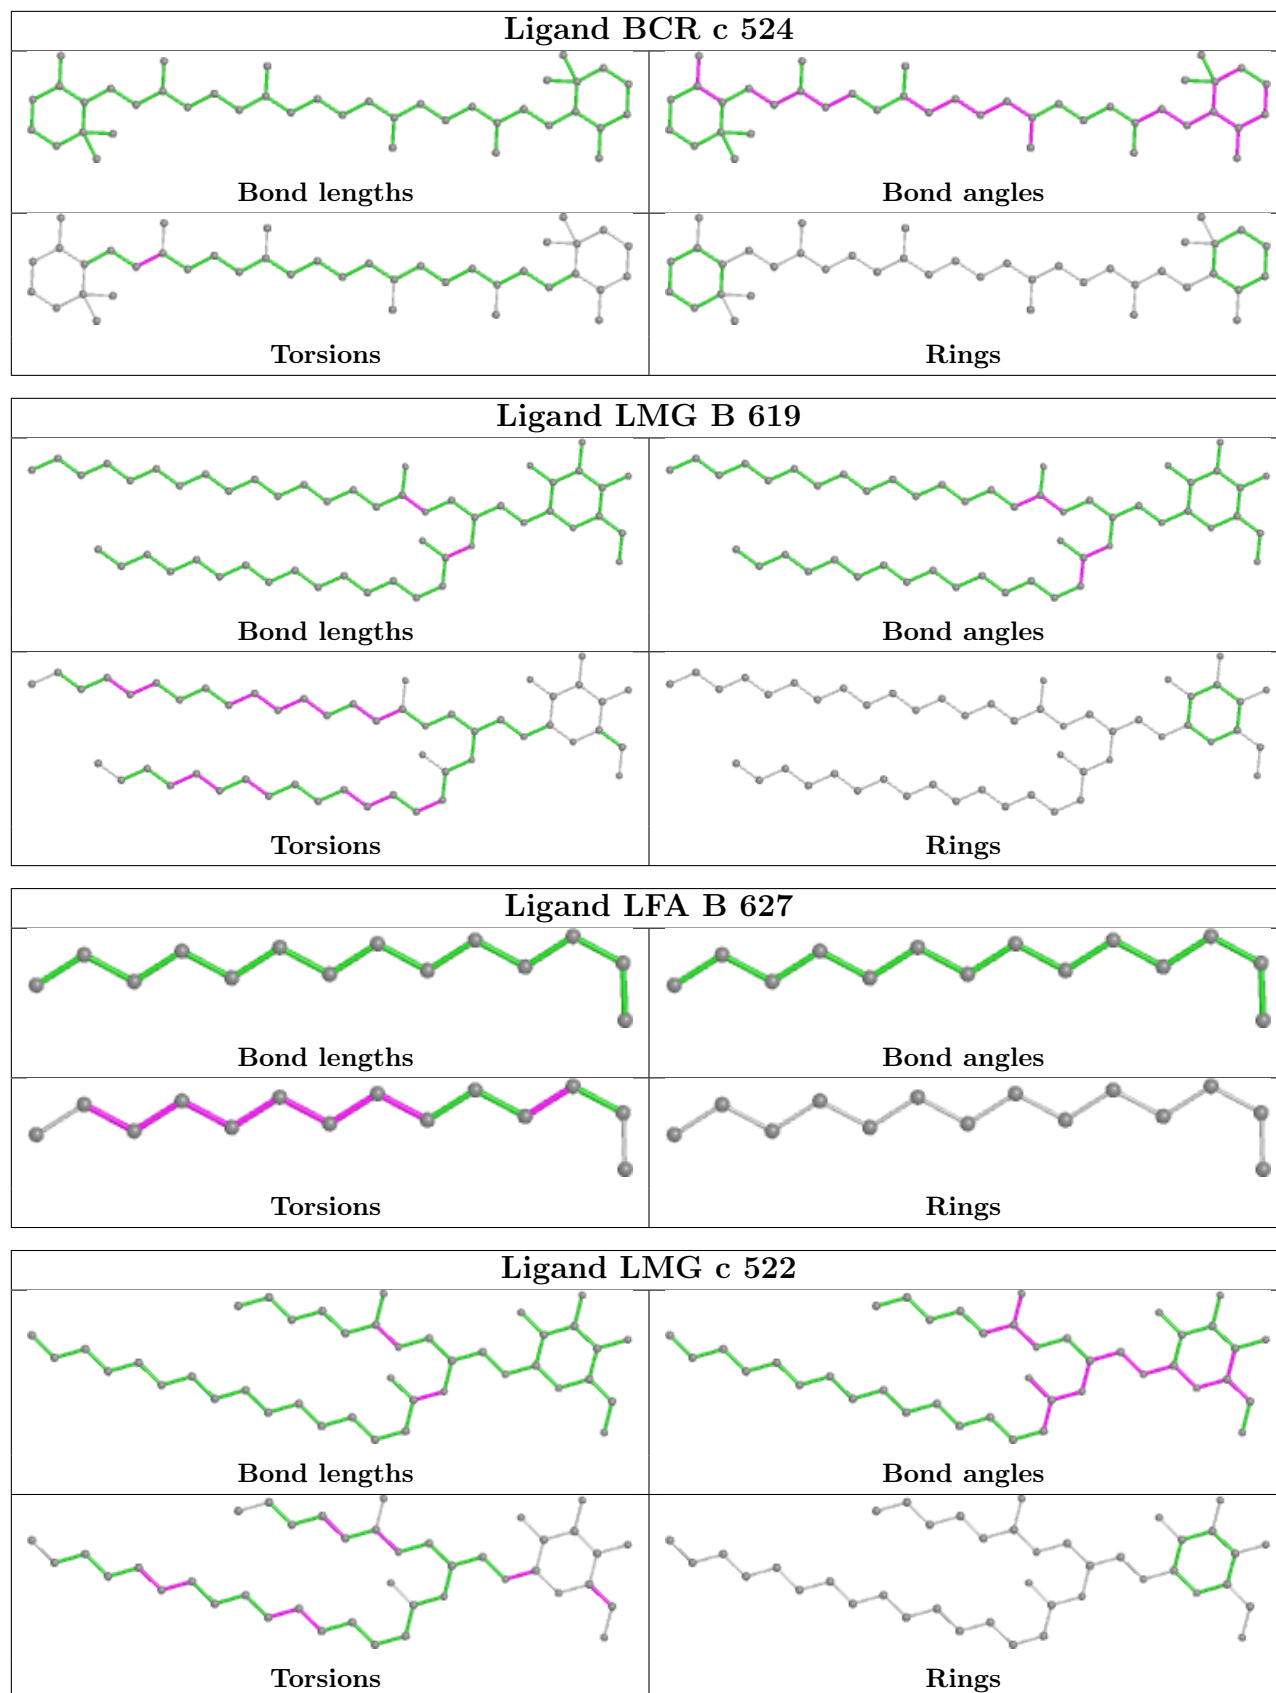 Ligand BCR c 524
Bond lengths
Bond angles
Torsions
Rings
Ligand LMG B 619
Bond lengths
Bond angles
Torsions
Rings
Ligand LFA B 627
Bond lengths
Bond angles
Torsions
Rings
Ligand LMG c 522
Bond lengths
Bond angles
Torsions
Rings